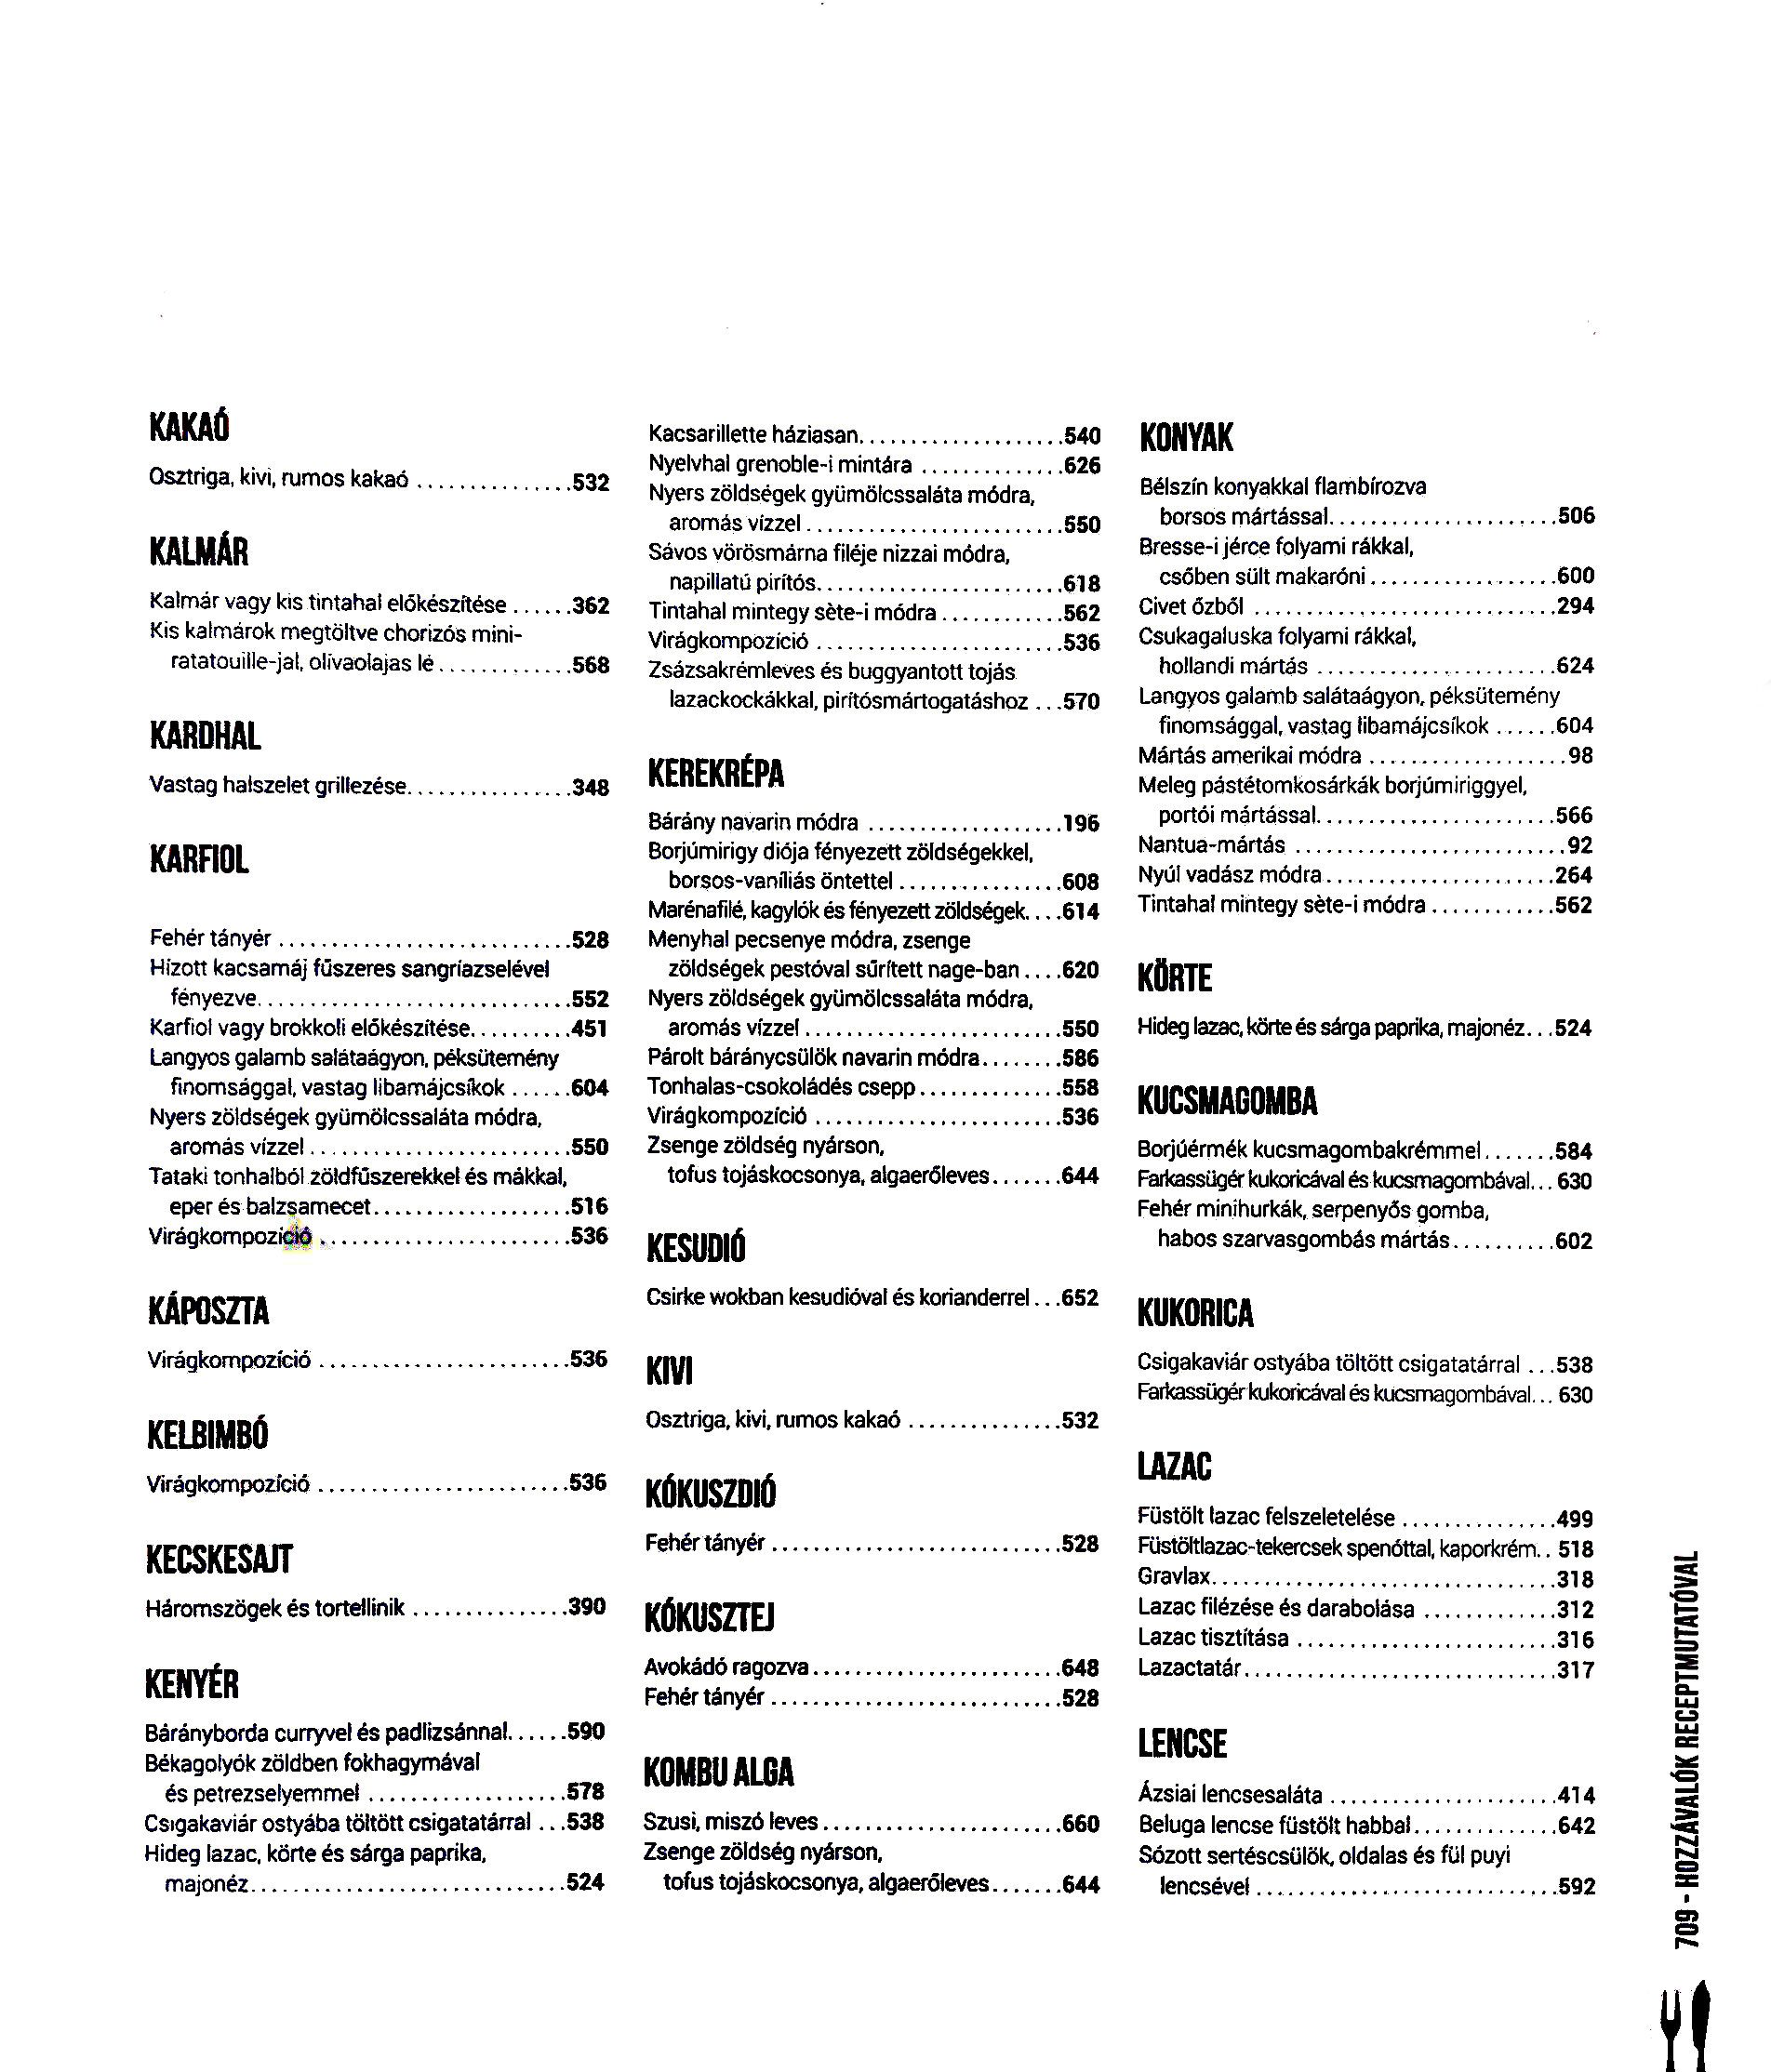 KAKAÓ
Osztriga, kivi, rumos kakaó ...............532
KALMÁR
Kalmár vagy kis tintahal előkészítése ......362
Kis kalmárok megtöltve chorizós mini-
ratatouille-jal, olívaolajas lé .............568
KARDHAL
Vastag halszelet grillezése................348
KARFIOL
Fehér tányér ............................528
Hízott kacsamáj fűszeres sangríazselével
fényezve..............................552
Karfiol vagy brokkoli előkészítése..........451
Langyos galamb salátaágyon, péksütemény
finomsággal, vastag libamájcsíkok ......604
Nyers zöldségek gyümölcssaláta módra,
aromás vízzel .........................550
Tataki tonhalból zöldfűszerekkel és mákkal,
eper és balzsamecet...................516
Virágkompozíció ........................536
KÁPOSZTA
Virágkompozíció ........................536
KELBIMBÓ
Virágkompozíció ........................536
KECSKESAJT
Háromszögek és tortellinik ...............390
KENYÉR
Bárányborda curryvel és padlizsánnal......590
Békagolyók zöldben fokhagymával
és petrezselyemmel ...................578
Csigakaviár ostyába töltött csigatatárral ...538
Hideg lazac, körte és sárga paprika,
majonéz..............................524
Kacsarillette háziasan....................540
Nyelvhal grenoble-i mintára ..............626
Nyers zöldségek gyümölcssaláta módra,
aromás vízzel .........................550
Sávos vörösmárna filéje nizzai módra,
napillatú pirítós........................618
Tintahal mintegy sète-i módra ............562
Virágkompozíció ........................536
Zsázsakrémleves és buggyantott tojás
lazackockákkal, pirítósmártogatáshoz ...570
KEREKRÉPA
Bárány navarin módra ...................196
Borjúmirigy diója fényezett zöldségekkel,
borsos-vaníliás öntettel ................608
Marénafilé, kagylók és fényezett zöldségek....614
Menyhal pecsenye módra, zsenge
zöldségek pestóval sűrített nage-ban ....620
Nyers zöldségek gyümölcssaláta módra,
aromás vízzel .........................550
Párolt báránycsülök navarin módra........586
Tonhalas-csokoládés csepp..............558
Virágkompozíció ........................536
Zsenge zöldség nyárson,
tofus tojáskocsonya, algaerőleves.......644
KESUDIÓ
Csirke wokban kesudióval és korianderrel ...652
KIVI
Osztriga, kivi, rumos kakaó ...............532
KÓKUSZDIÓ
Fehér tányér ............................528
KÓKUSZTEJ
Avokádó ragozva........................648
Fehér tányér ............................528
KOMBU ALGA
Szusi, miszó leves.......................660
Zsenge zöldség nyárson,
tofus tojáskocsonya, algaerőleves.......644
KONYAK
Bélszín konyakkal flambírozva
borsos mártással......................506
Bresse-i jérce folyami rákkal,
csőben sült makaróni ..................600
Civet őzből .............................294
Csukagaluska folyami rákkal,
hollandi mártás .......................624
Langyos galamb salátaágyon, péksütemény
finomsággal, vastag libamájcsíkok ......604
Mártás amerikai módra ...................98
Meleg pástétomkosárkák borjúmiriggyel,
portói mártással.......................566
Nantua-mártás ..........................92
Nyúl vadász módra......................264
Tintahal mintegy sète-i módra ............562
KÖRTE
Hideg lazac, körte és sárga paprika, majonéz...524
KUCSMAGOMBA
Borjúérmék kucsmagombakrémmel.......584
Farkassügér kukoricával és kucsmagombával...630
Fehér minihurkák, serpenyős gomba,
habos szarvasgombás mártás..........602
KUKORICA
Csigakaviár ostyába töltött csigatatárral ...538
Farkassügér kukoricával és kucsmagombával...630
LAZAC
Füstölt lazac felszeletelése ...............499
Füstöltlazac-tekercsek spenóttal, kaporkrém..518
Gravlax.................................318
Lazac filézése és darabolása .............312
Lazac tisztítása .........................316
Lazactatár..............................317
LENCSE
Ázsiai lencsesaláta ......................414
Beluga lencse füstölt habbal..............642
Sózott sertéscsülök, oldalas és fül puyi
lencsével .............................592
709 - HOZZÁVALÓK RECEPTMUTATÓVAL